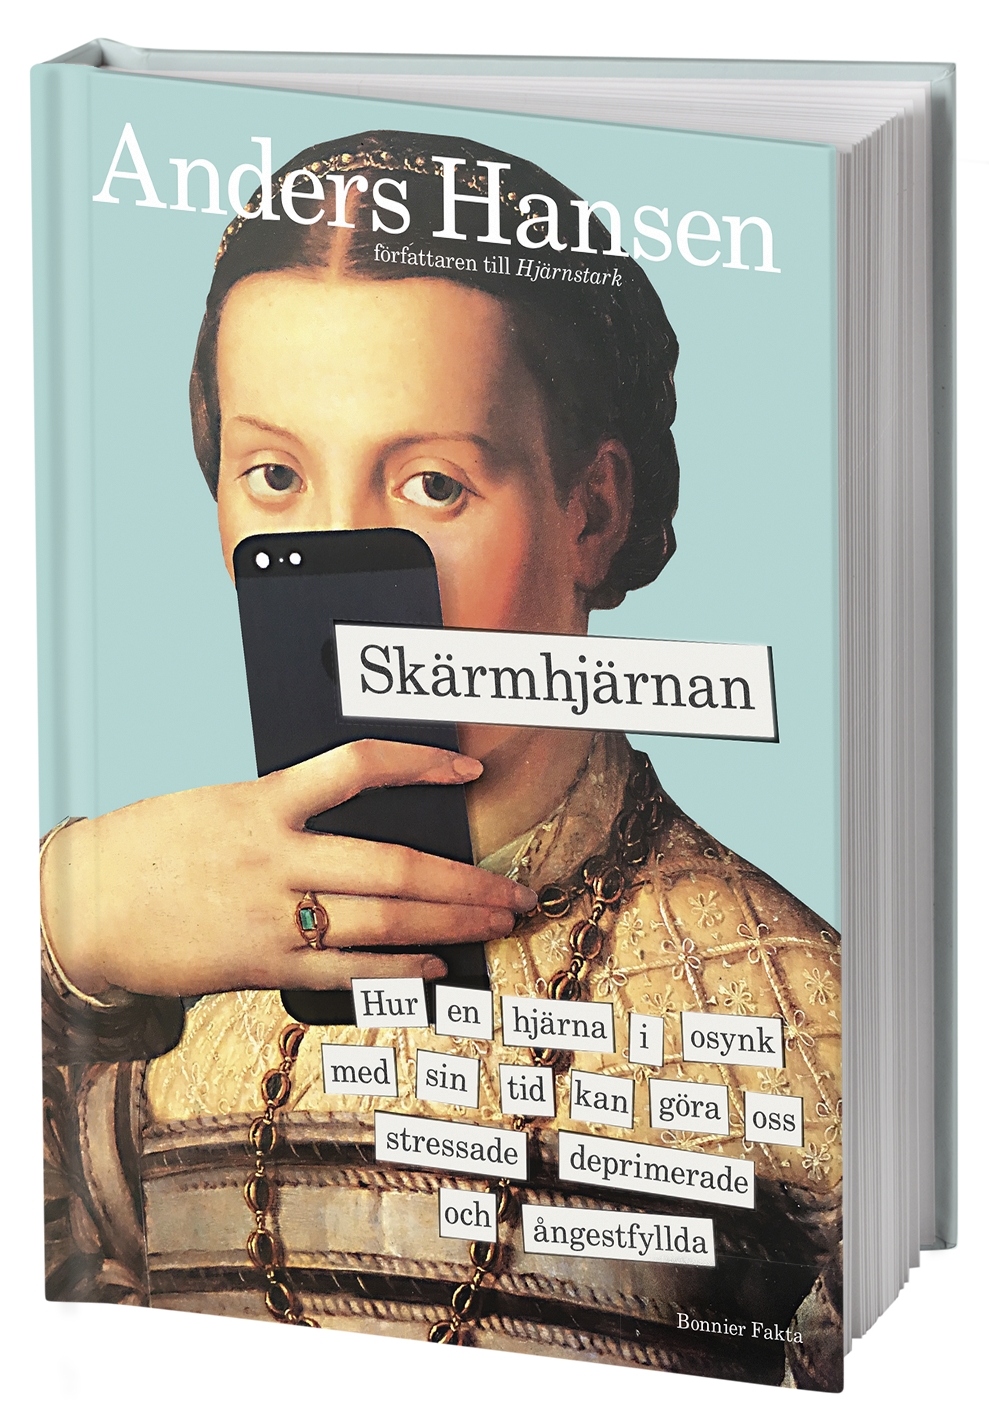 Anders Hansen
författaren till Hjärnstark
Skärmhjärnan
Hur en hjärna i osynk
med sin tid kan göra oss
stressade deprimerade
och ångestfyllda
Bonnier Fakta